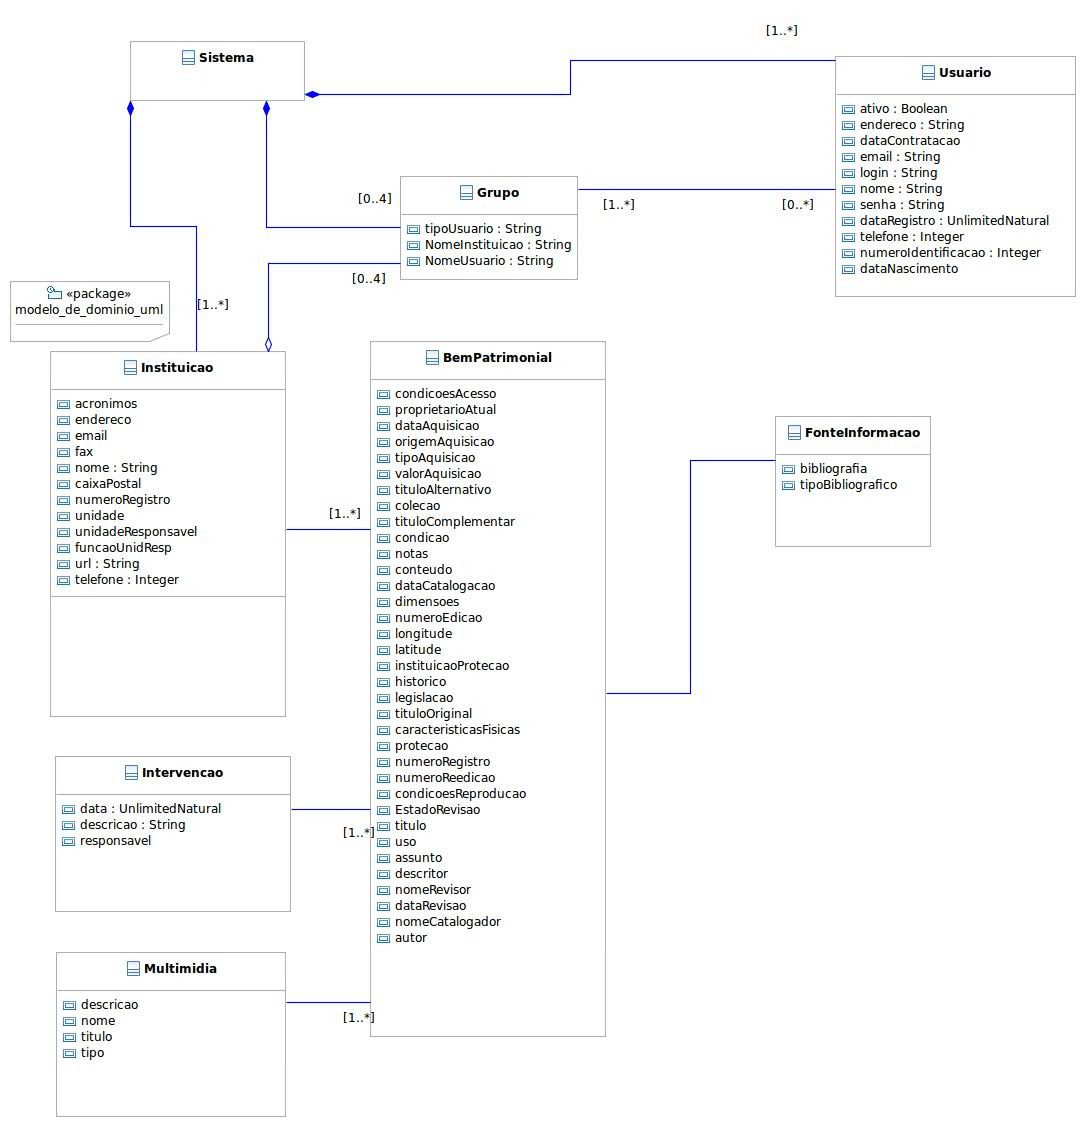 [1..*]
Sistema
Usuario
ativo : Boolean
endereco : String
dataContratacao
email : String
login : String
nome : String
senha : String
dataRegistro : UnlimitedNatural
telefone : Integer
numeroIdentificacao : Integer
dataNascimento
[0..4]
Grupo
[1..*]
[0..*]
tipoUsuario : String
NomeInstituicao : String
NomeUsuario : String
[0..4]
«package»
modelo_de_dominio_uml
[1..*]
Instituicao
acronimos
endereco
email
fax
nome : String
caixaPostal
numeroRegistro
unidade
unidadeResponsavel
funcaoUnidResp
url : String
telefone : Integer
[1..*]
BemPatrimonial
condicoesAcesso
proprietarioAtual
dataAquisicao
origemAquisicao
tipoAquisicao
valorAquisicao
tituloAlternativo
colecao
tituloComplementar
condicao
notas
conteudo
dataCatalogacao
dimensoes
numeroEdicao
longitude
latitude
instituicaoProtecao
historico
legislacao
tituloOriginal
caracteristicasFisicas
protecao
numeroRegistro
numeroReedicao
condicoesReproducao
EstadoRevisao
titulo
uso
assunto
descritor
nomeRevisor
dataRevisao
nomeCatalogador
autor
FonteInformacao
bibliografia
tipoBibliografico
Intervencao
data : UnlimitedNatural
descricao : String
responsavel
[1..*]
Multimidia
descricao
nome
titulo
tipo
[1..*]